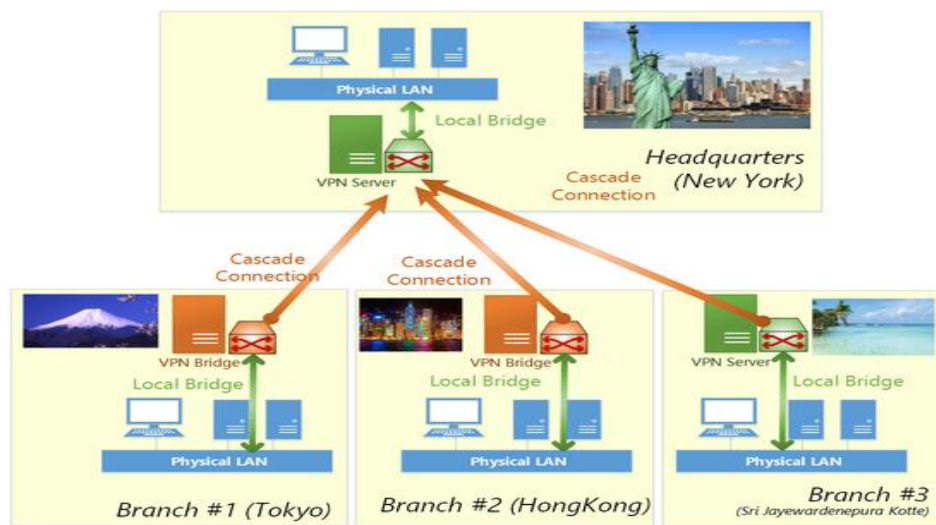 Physical LAN
Local Bridge
VPN Server
Headquarters
(New York)
Cascade
Connection
Cascade
Connection
Cascade
Connection
VPN Bridge
Local Bridge
Physical LAN
Branch #1 (Tokyo)
VPN Bridge
Local Bridge
Physical LAN
Branch #2 (HongKong)
VPN Server
Local Bridge
Physical LAN
Branch #3
(Sri Jayewardenepura Kotte)